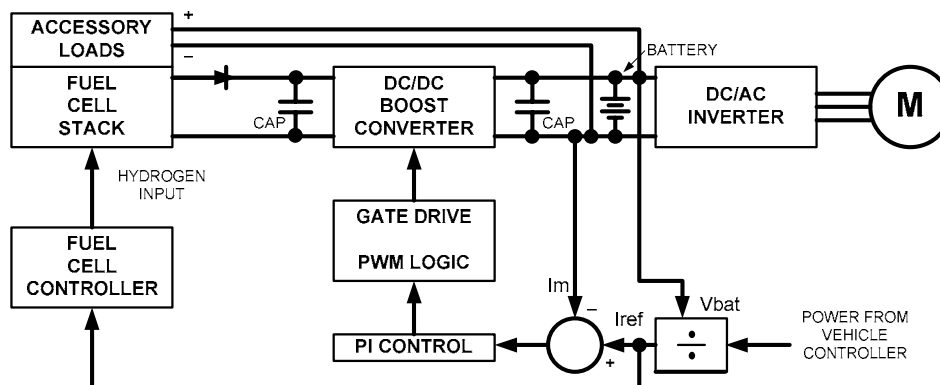 +
ACCESSORY
LOADS
−
BATTERY
FUEL
CELL
STACK
CAP
DC/DC
BOOST
CONVERTER
CAP
DC/AC
INVERTER
M
HYDROGEN
INPUT
GATE DRIVE
PWM LOGIC
FUEL
CELL
CONTROLLER
Im
−
Iref
Vbat
+
÷
PI CONTROL
POWER FROM
VEHICLE
CONTROLLER